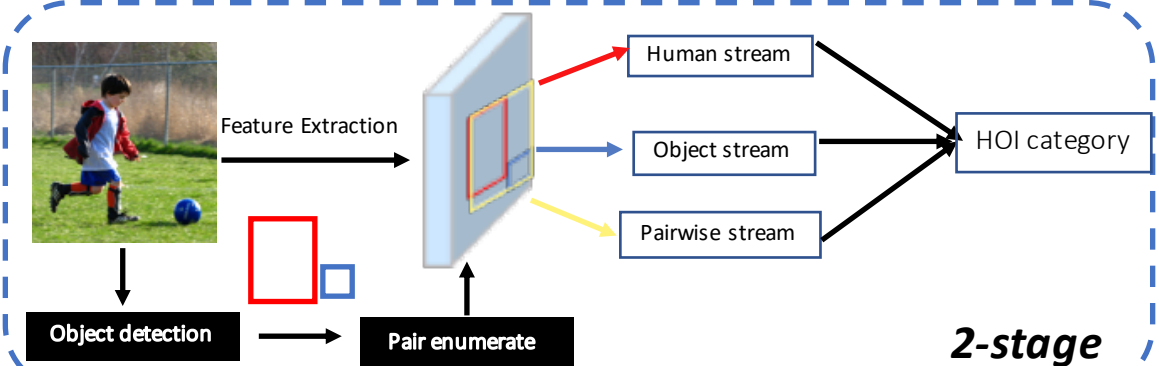 Human stream
Feature Extraction
Object stream
HOI category
Pairwise stream
Object detection
Pair enumerate
2-stage